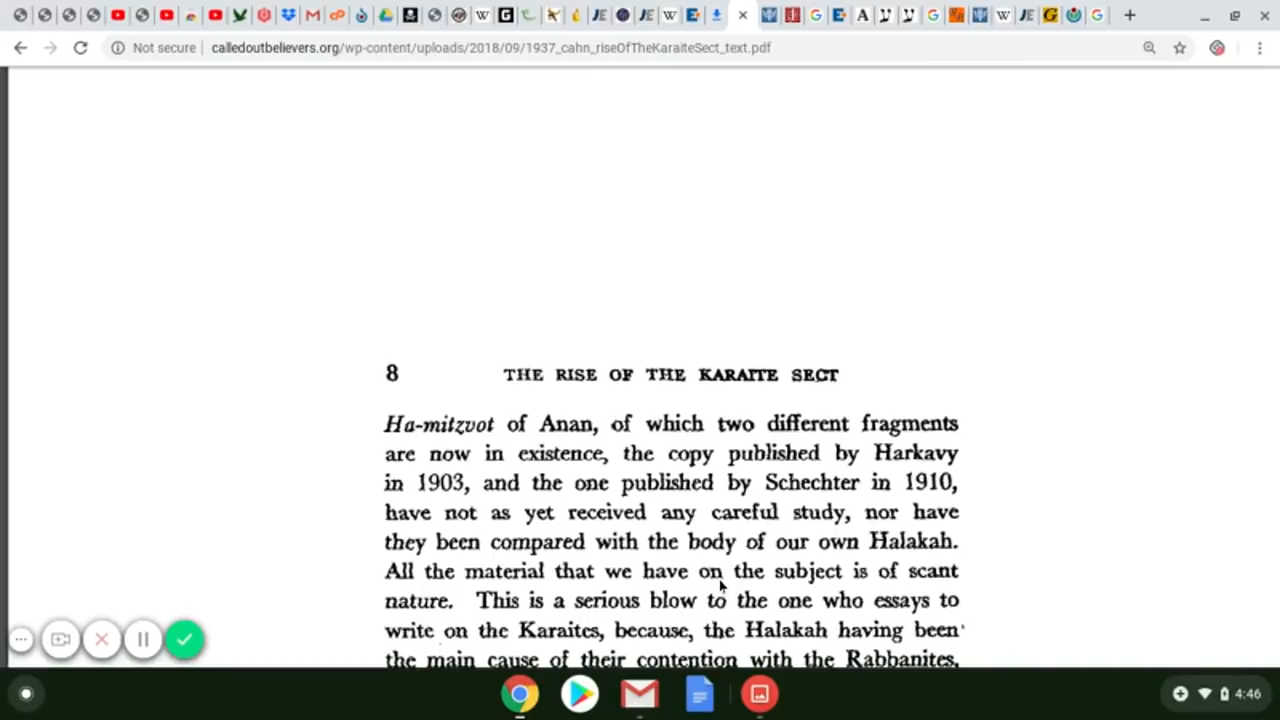 Not secure
calledoutbelievers.org/wp-content/uploads/2018/09/1937_cahn_riseOfTheKaraiteSect_text.pdf
8 THE RISE OF THE KARAITE SECT
Ha-mitzvot of Anan, of which two different fragments
are now in existence, the copy published by Harkavy
in 1903, and the one published by Schechter in 1910,
have not as yet received any careful study, nor have
they been compared with the body of our own Halakah.
All the material that we have on the subject is of scant
nature. This is a serious blow to the one who essays to
write on the Karaites, because, the Halakah having been
the main cause of their contention with the Rabbanites,
4:46